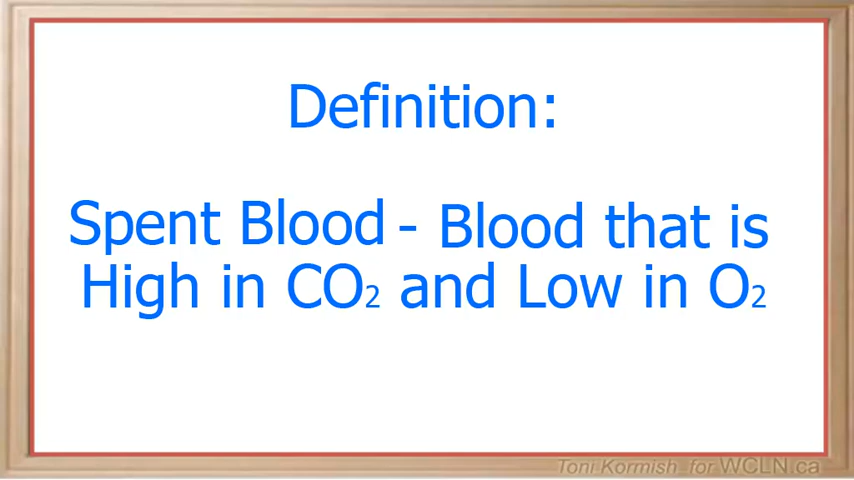 Definition:
Spent Blood - Blood that is
High in CO₂ and Low in O₂
Toni Kormish for WCLN.ca